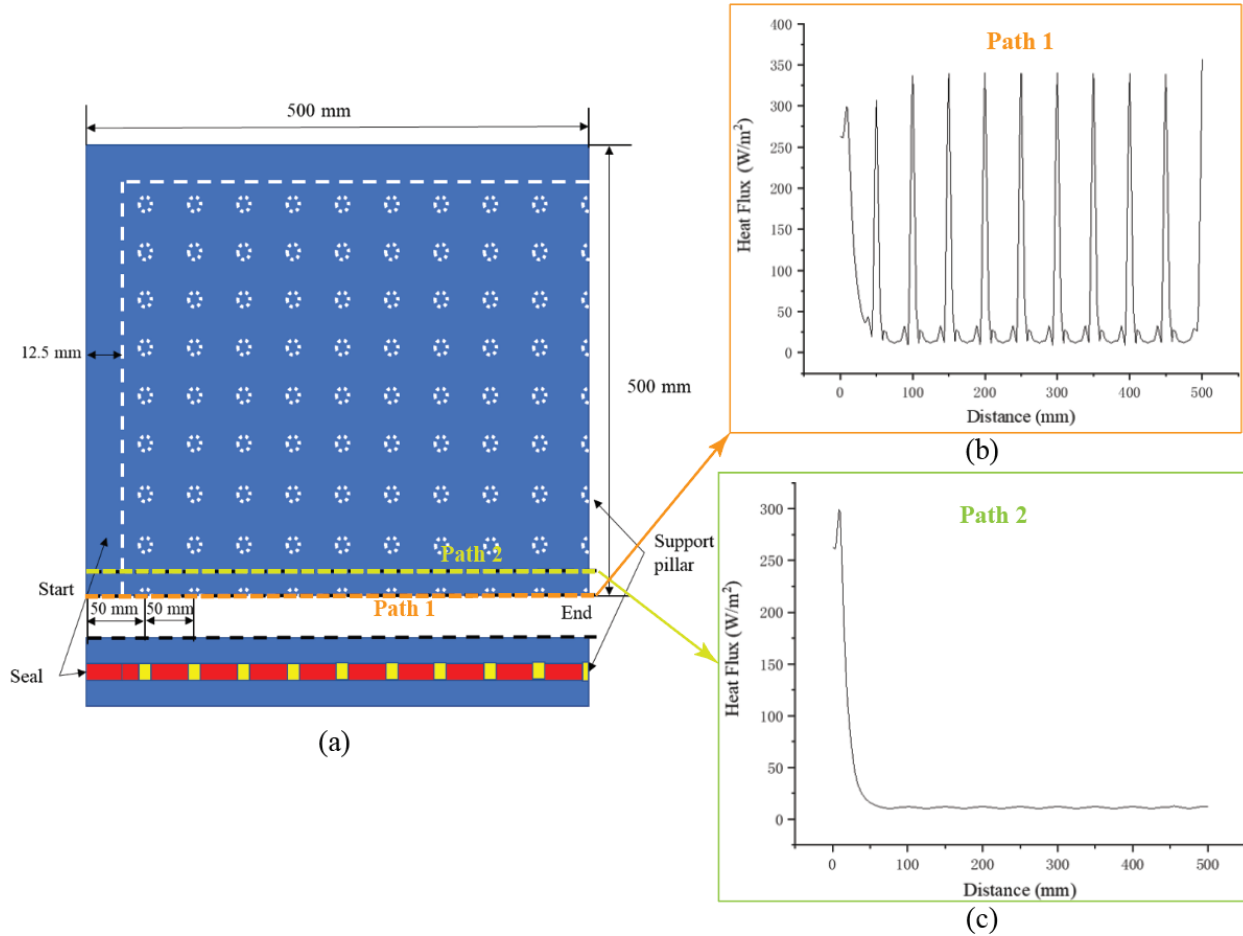 500 mm
12.5 mm
500 mm
Path 2
Support
pillar
Start
Path 1
End
50 mm
50 mm
Seal
(a)
Path 1
400
350
300
250
200
150
100
50
0
Heat Flux (W/m²)
0
100
200
300
400
500
Distance (mm)
(b)
Path 2
300
250
200
150
100
50
0
Heat Flux (W/m²)
0
100
200
300
400
500
Distance (mm)
(c)